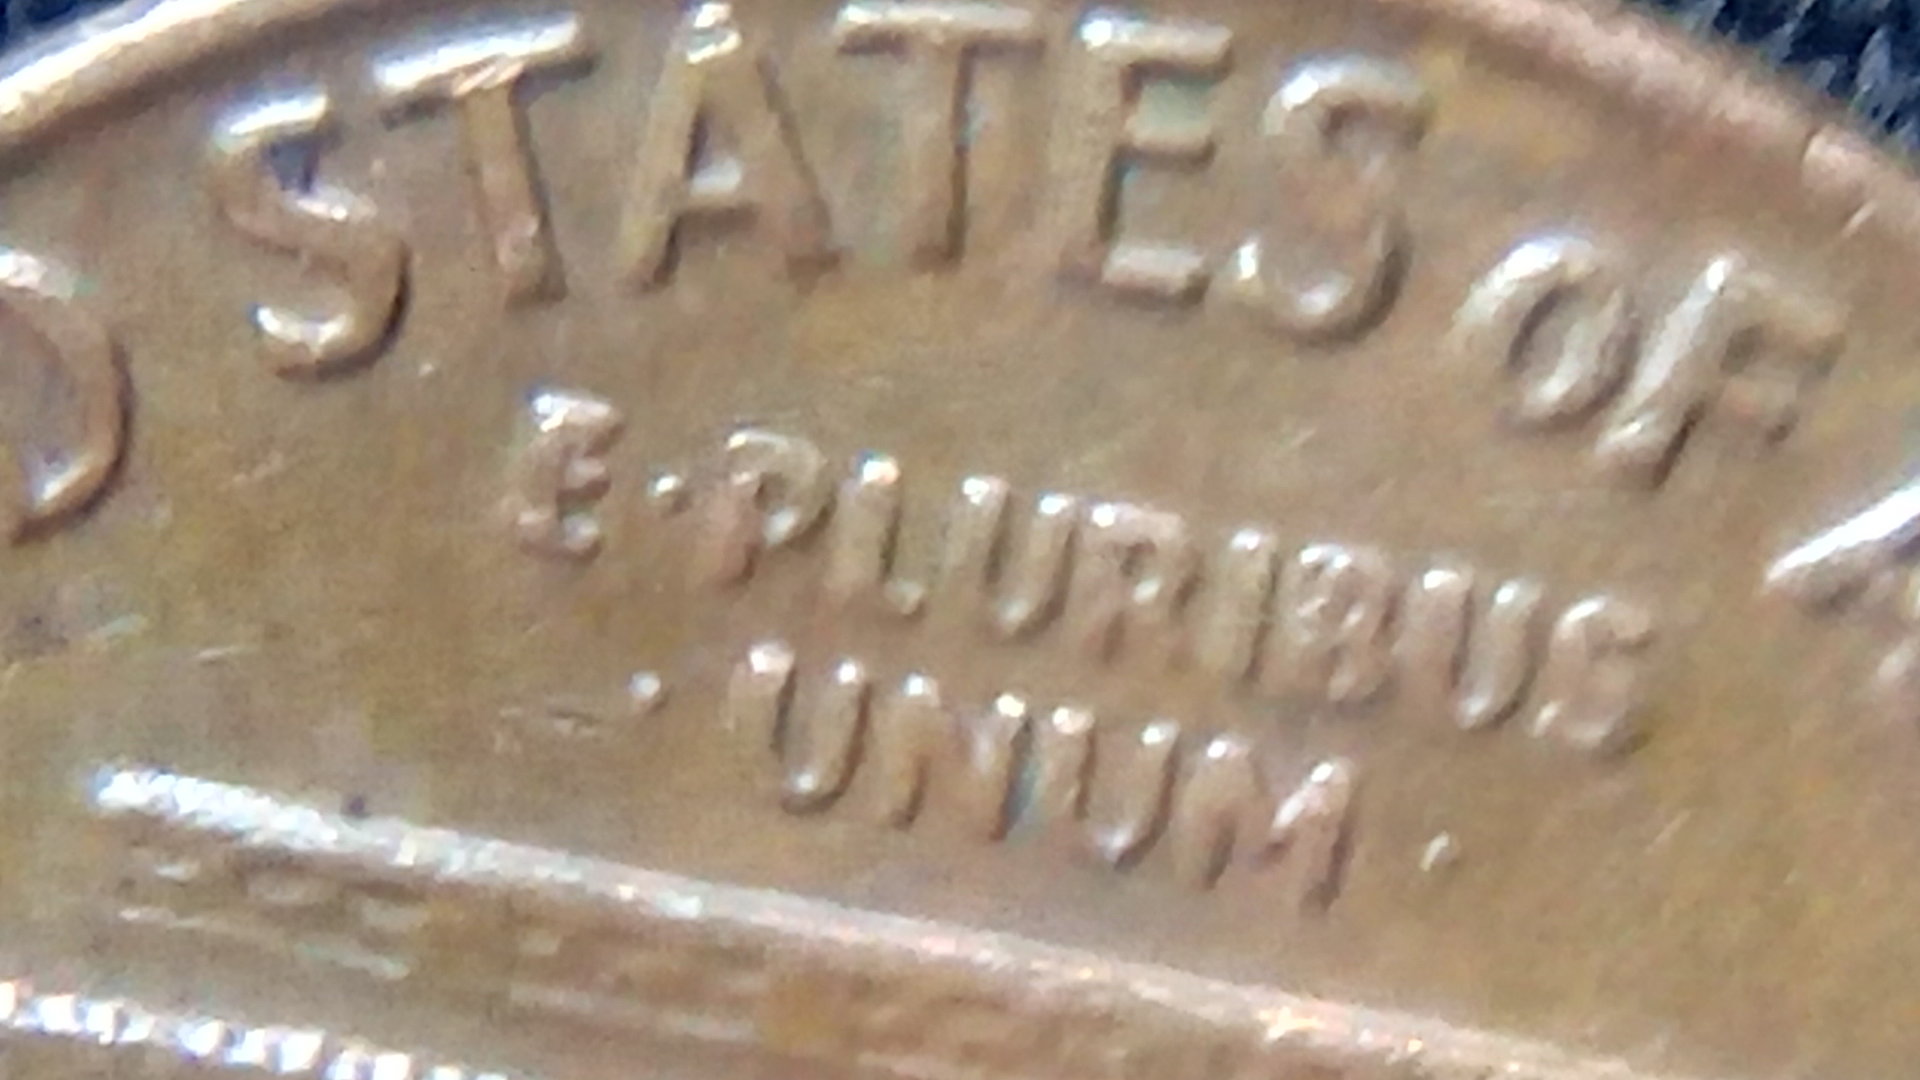 D STATES OF A
E · PLURIBUS
· UNUM ·